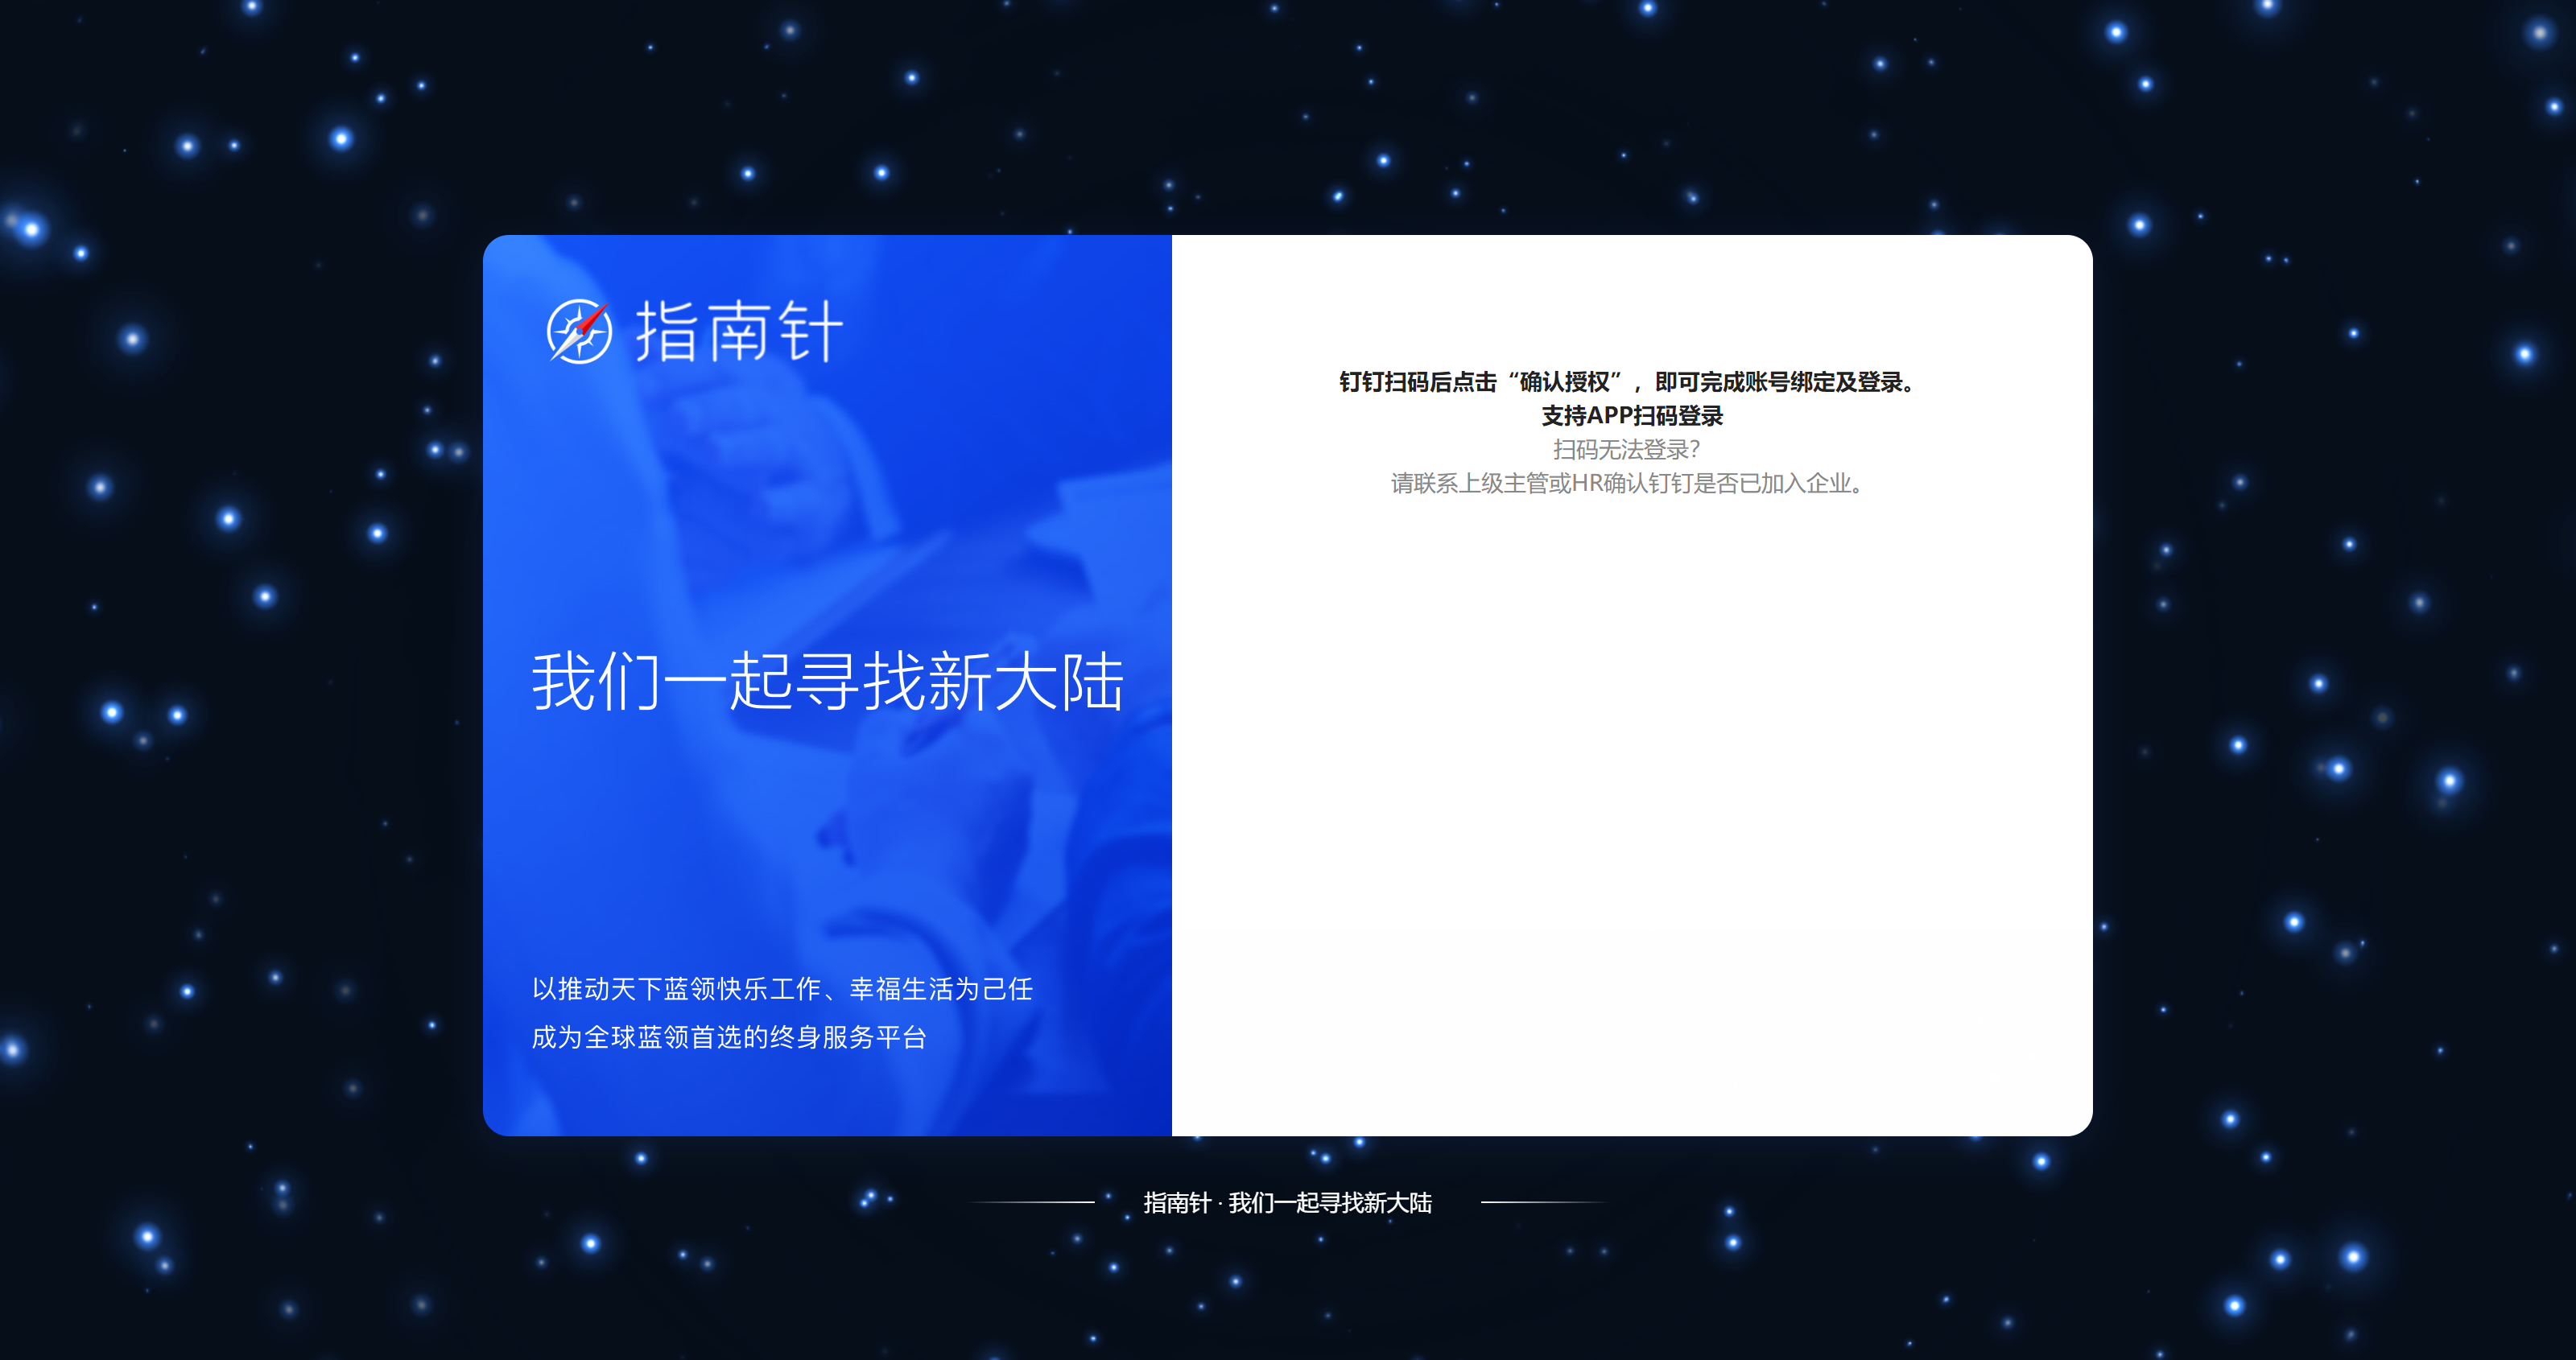 指南针
我们一起寻找新大陆
以推动天下蓝领快乐工作、幸福生活为己任
成为全球蓝领首选的终身服务平台
钉钉扫码后点击“确认授权”，即可完成账号绑定及登录。
支持APP扫码登录
扫码无法登录？
请联系上级主管或HR确认钉钉是否已加入企业。
指南针 · 我们一起寻找新大陆